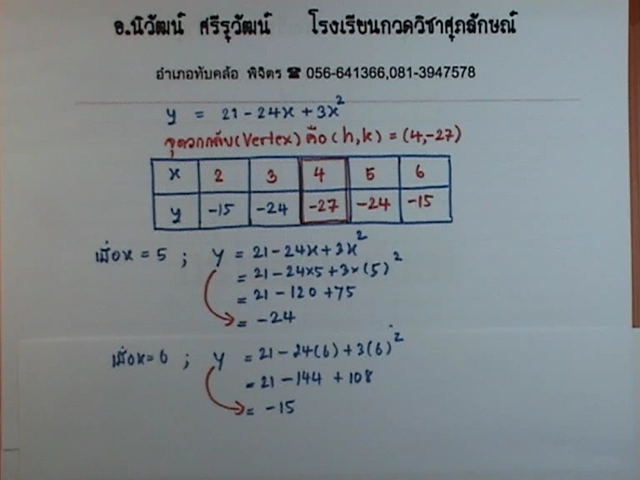 อ.นิวัฒน์ ศรีรุวัฒน์ โรงเรียนกวดวิชาสุภลักษณ์
อำเภอทับคล้อ พิจิตร ☎ 056-641366,081-3947578
y = 21 - 24x + 3x²
จุดวกกลับ(Vertex) คือ (h,k) = (4,-27)
x 2 3 4 5 6
y -15 -24 -27 -24 -15
เมื่อx = 5 ; y = 21 - 24x + 3x²
= 21 - 24×5 + 3×(5)²
= 21 - 120 + 75
= -24
เมื่อx = 6 ; y = 21 - 24(6) + 3(6)²
= 21 - 144 + 108
= -15